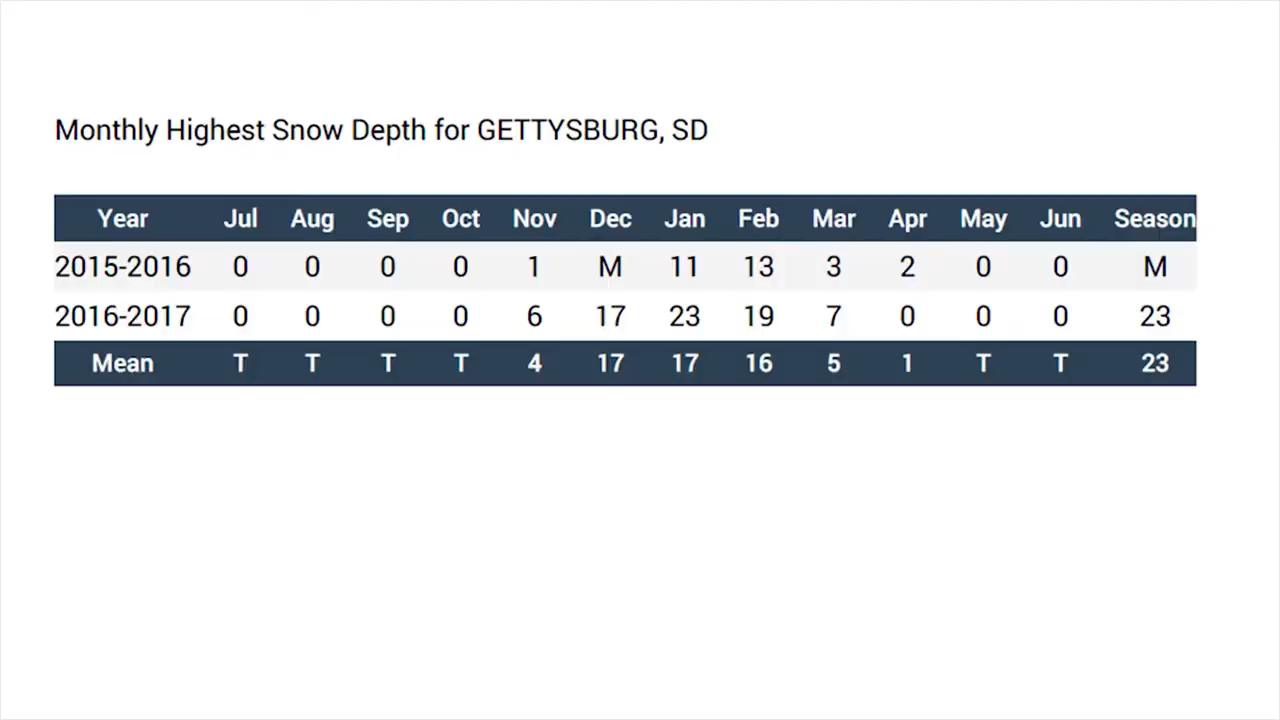 Monthly Highest Snow Depth for GETTYSBURG, SD
Year Jul Aug Sep Oct Nov Dec Jan Feb Mar Apr May Jun Season
2015-2016 0 0 0 0 1 M 11 13 3 2 0 0 M
2016-2017 0 0 0 0 6 17 23 19 7 0 0 0 23
Mean T T T T 4 17 17 16 5 1 T T 23